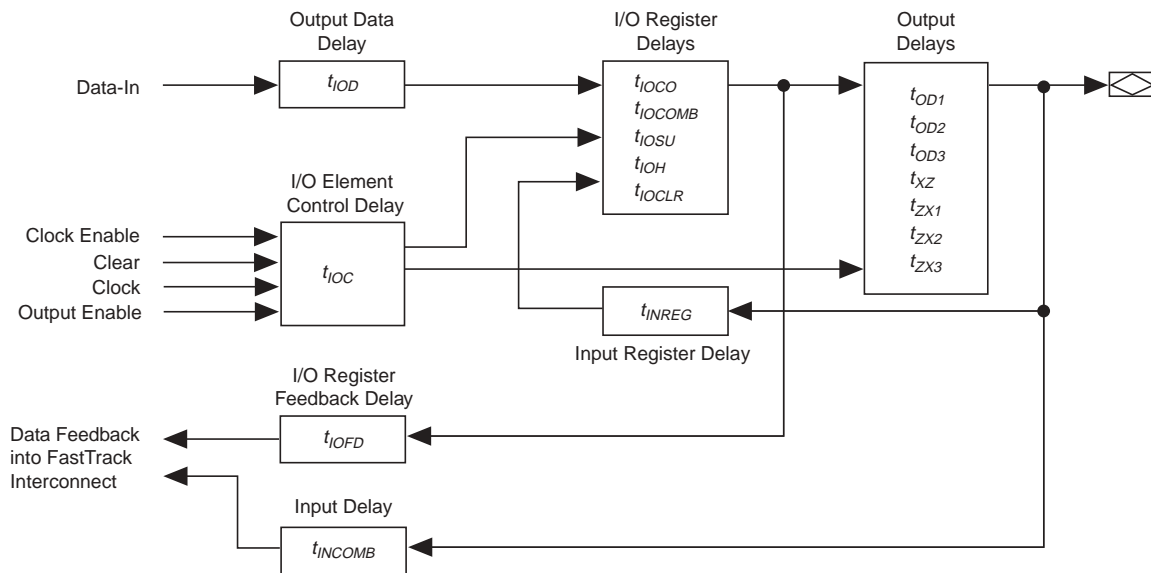 Output Data
Delay
I/O Register
Delays
Output
Delays
Data-In
tIOD
tIOCO
tIOCOMB
tIOSU
tIOH
tIOCLR
tOD1
tOD2
tOD3
tXZ
tZX1
tZX2
tZX3
I/O Element
Control Delay
Clock Enable
Clear
Clock
Output Enable
tIOC
tINREG
Input Register Delay
I/O Register
Feedback Delay
Data Feedback
into FastTrack
Interconnect
tIOFD
Input Delay
tINCOMB